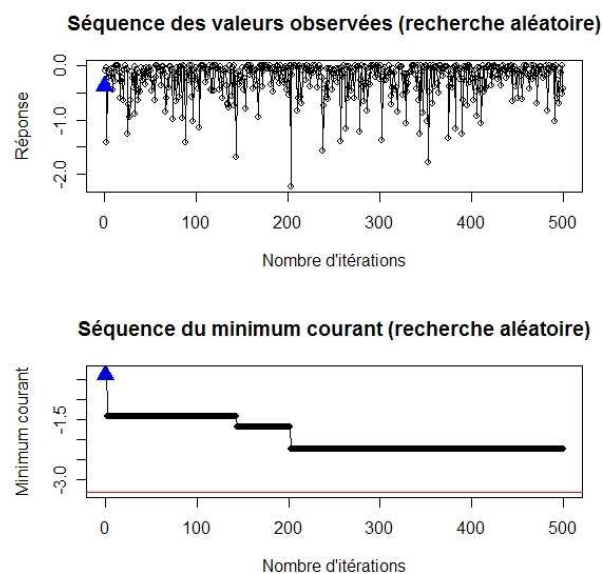 Séquence des valeurs observées (recherche aléatoire)
Réponse
0.0
-1.0
-2.0
0 100 200 300 400 500
Nombre d'itérations
Séquence du minimum courant (recherche aléatoire)
Minimum courant
-1.5
-3.0
0 100 200 300 400 500
Nombre d'itérations